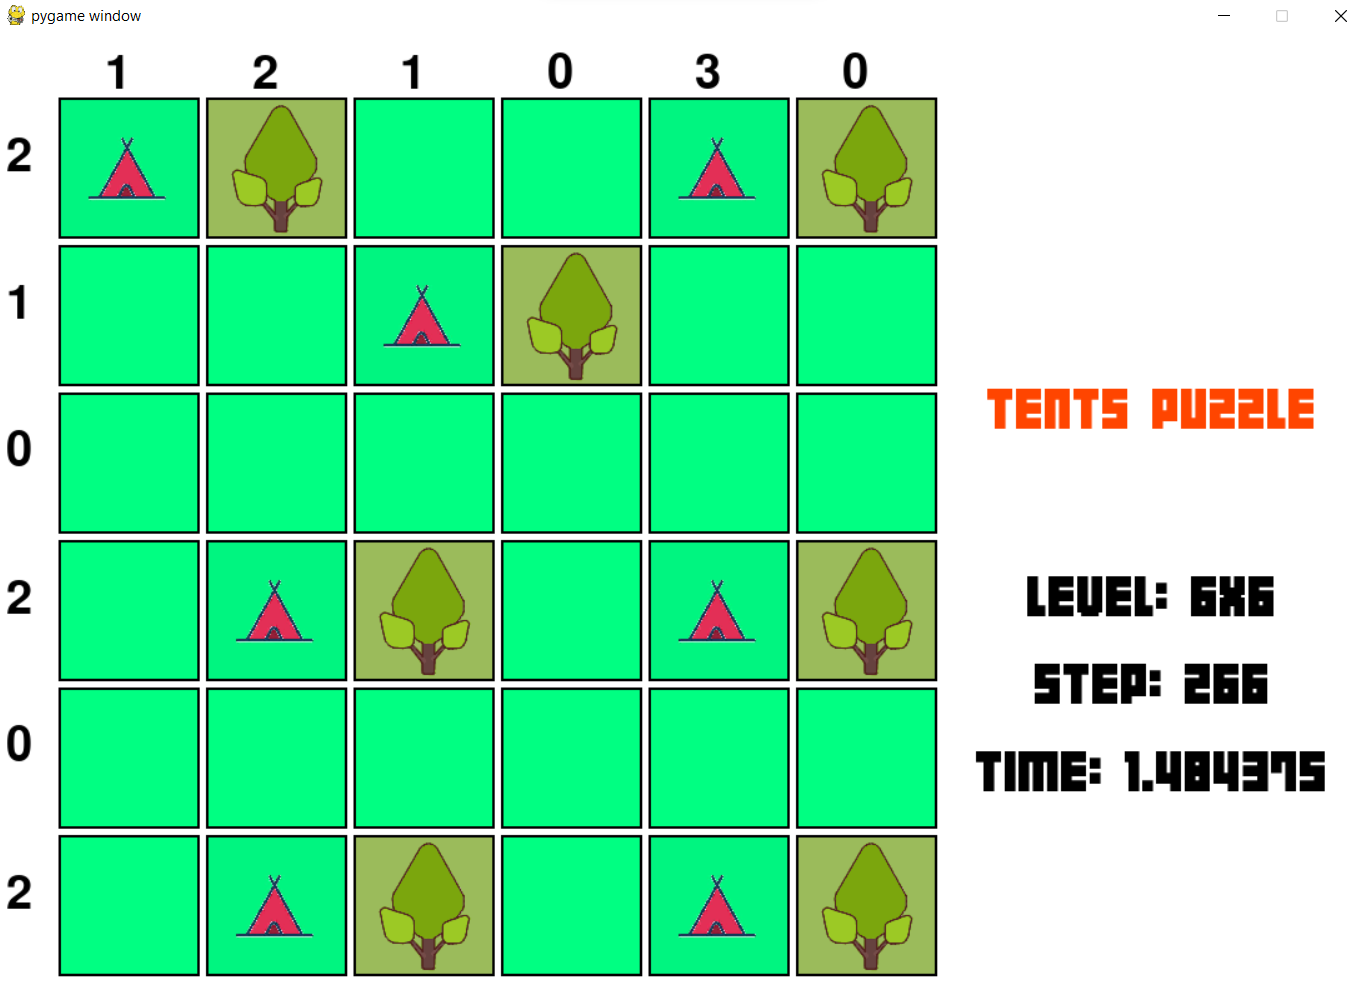 pygame window
1 2 1 0 3 0
2
1
0
2
0
2
TENTS PUZZLE
LEVEL: 6X6
STEP: 266
TIME: 1.484375